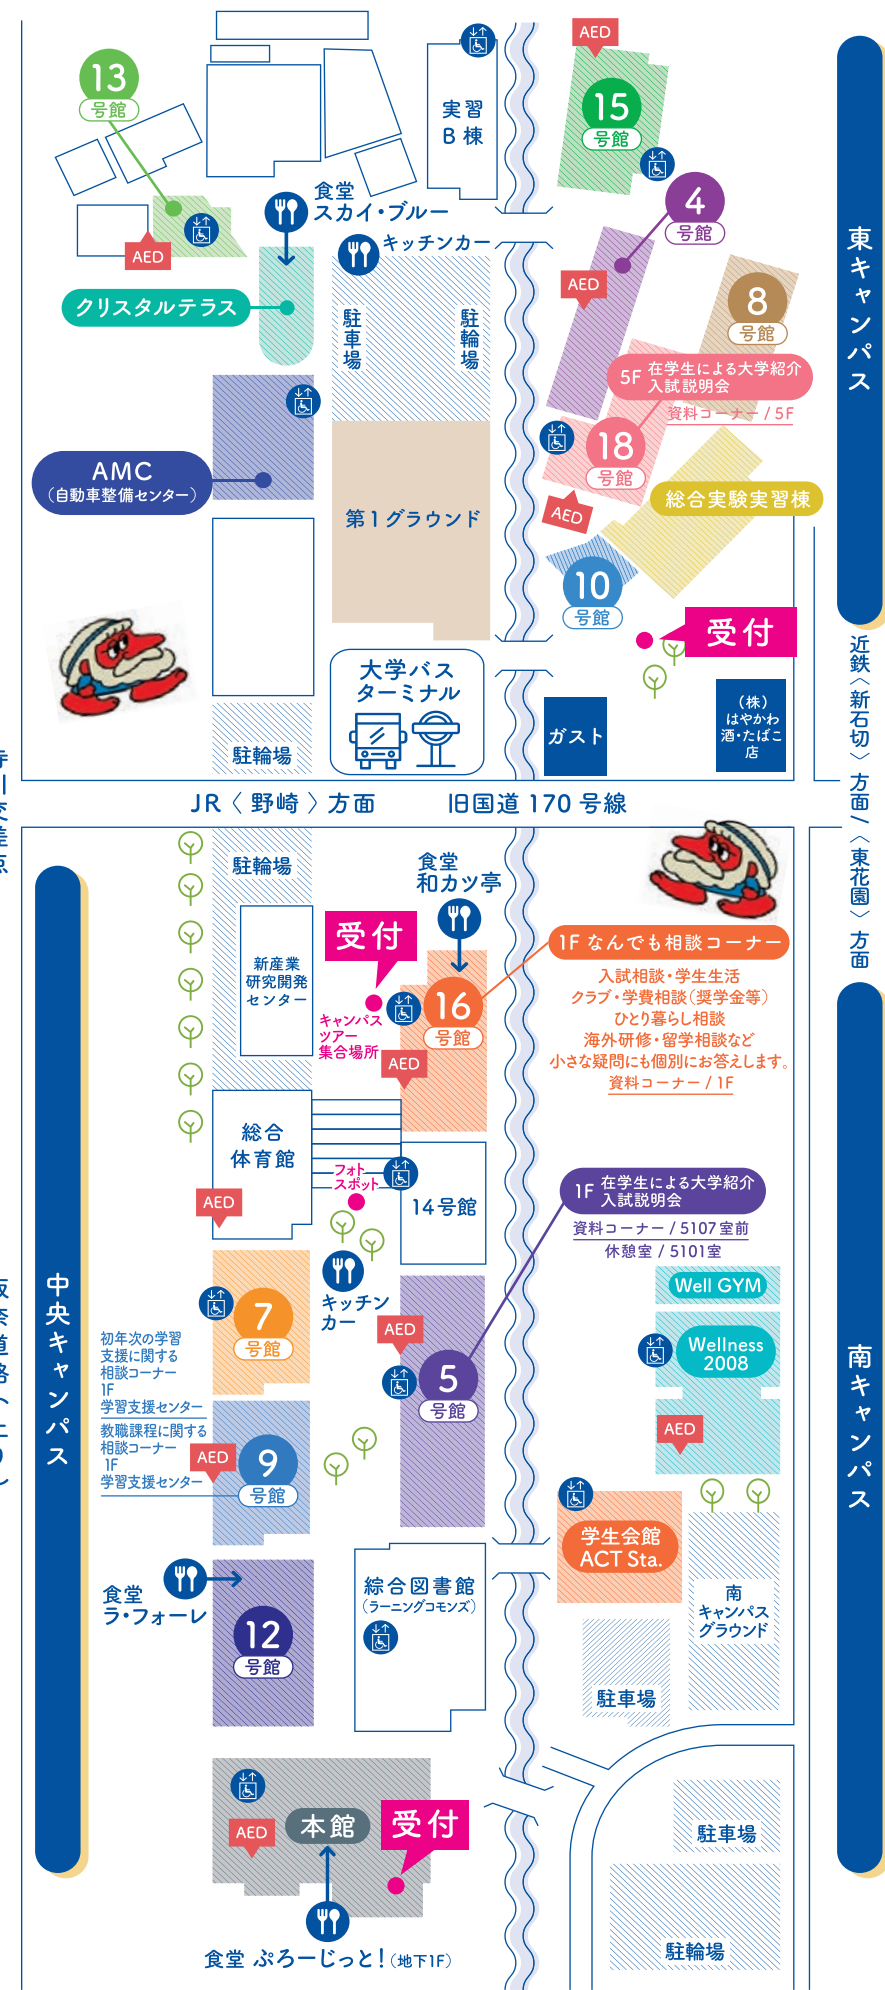 13
号館
実習
B 棟
AED
15
号館
食堂
スカイ・ブルー
4
号館
キッチンカー
AED
クリスタルテラス
AED
駐車場
駐輪場
8
号館
東キャンパス
5F 在学生による大学紹介
入試説明会
資料コーナー / 5F
18
号館
AMC
（自動車整備センター）
第1グラウンド
AED
総合実験実習棟
10
号館
受付
大学バス
ターミナル
ガスト
（株）
はやかわ
酒・たばこ
店
駐輪場
近鉄〈新石切〉方面/〈東花園〉方面
JR〈 野崎 〉方面
旧国道 170 号線
駐輪場
食堂
和カツ亭
受付
新産業
研究開発
センター
16
号館
キャンパス
ツアー
集合場所
AED
1F なんでも相談コーナー
入試相談・学生生活
クラブ・学費相談（奨学金等）
ひとり暮らし相談
海外研修・留学相談など
小さな疑問にも個別にお答えします。
資料コーナー / 1F
総合
体育館
フォト
スポット
AED
14号館
1F 在学生による大学紹介
入試説明会
資料コーナー / 5107 室前
休憩室 / 5101室
中央キャンパス
7
号館
キッチン
カー
AED
5
号館
Well GYM
Wellness
2008
AED
南キャンパス
初年次の学習
支援に関する
相談コーナー
1F
学習支援センター
教職課程に関する
相談コーナー
1F
学習支援センター
AED
9
号館
学生会館
ACT Sta.
食堂
ラ・フォーレ
12
号館
綜合図書館
（ラーニングコモンズ）
南
キャンパス
グラウンド
駐車場
本館
AED
受付
駐車場
食堂 ぷろーじっと！（地下1F）
駐輪場